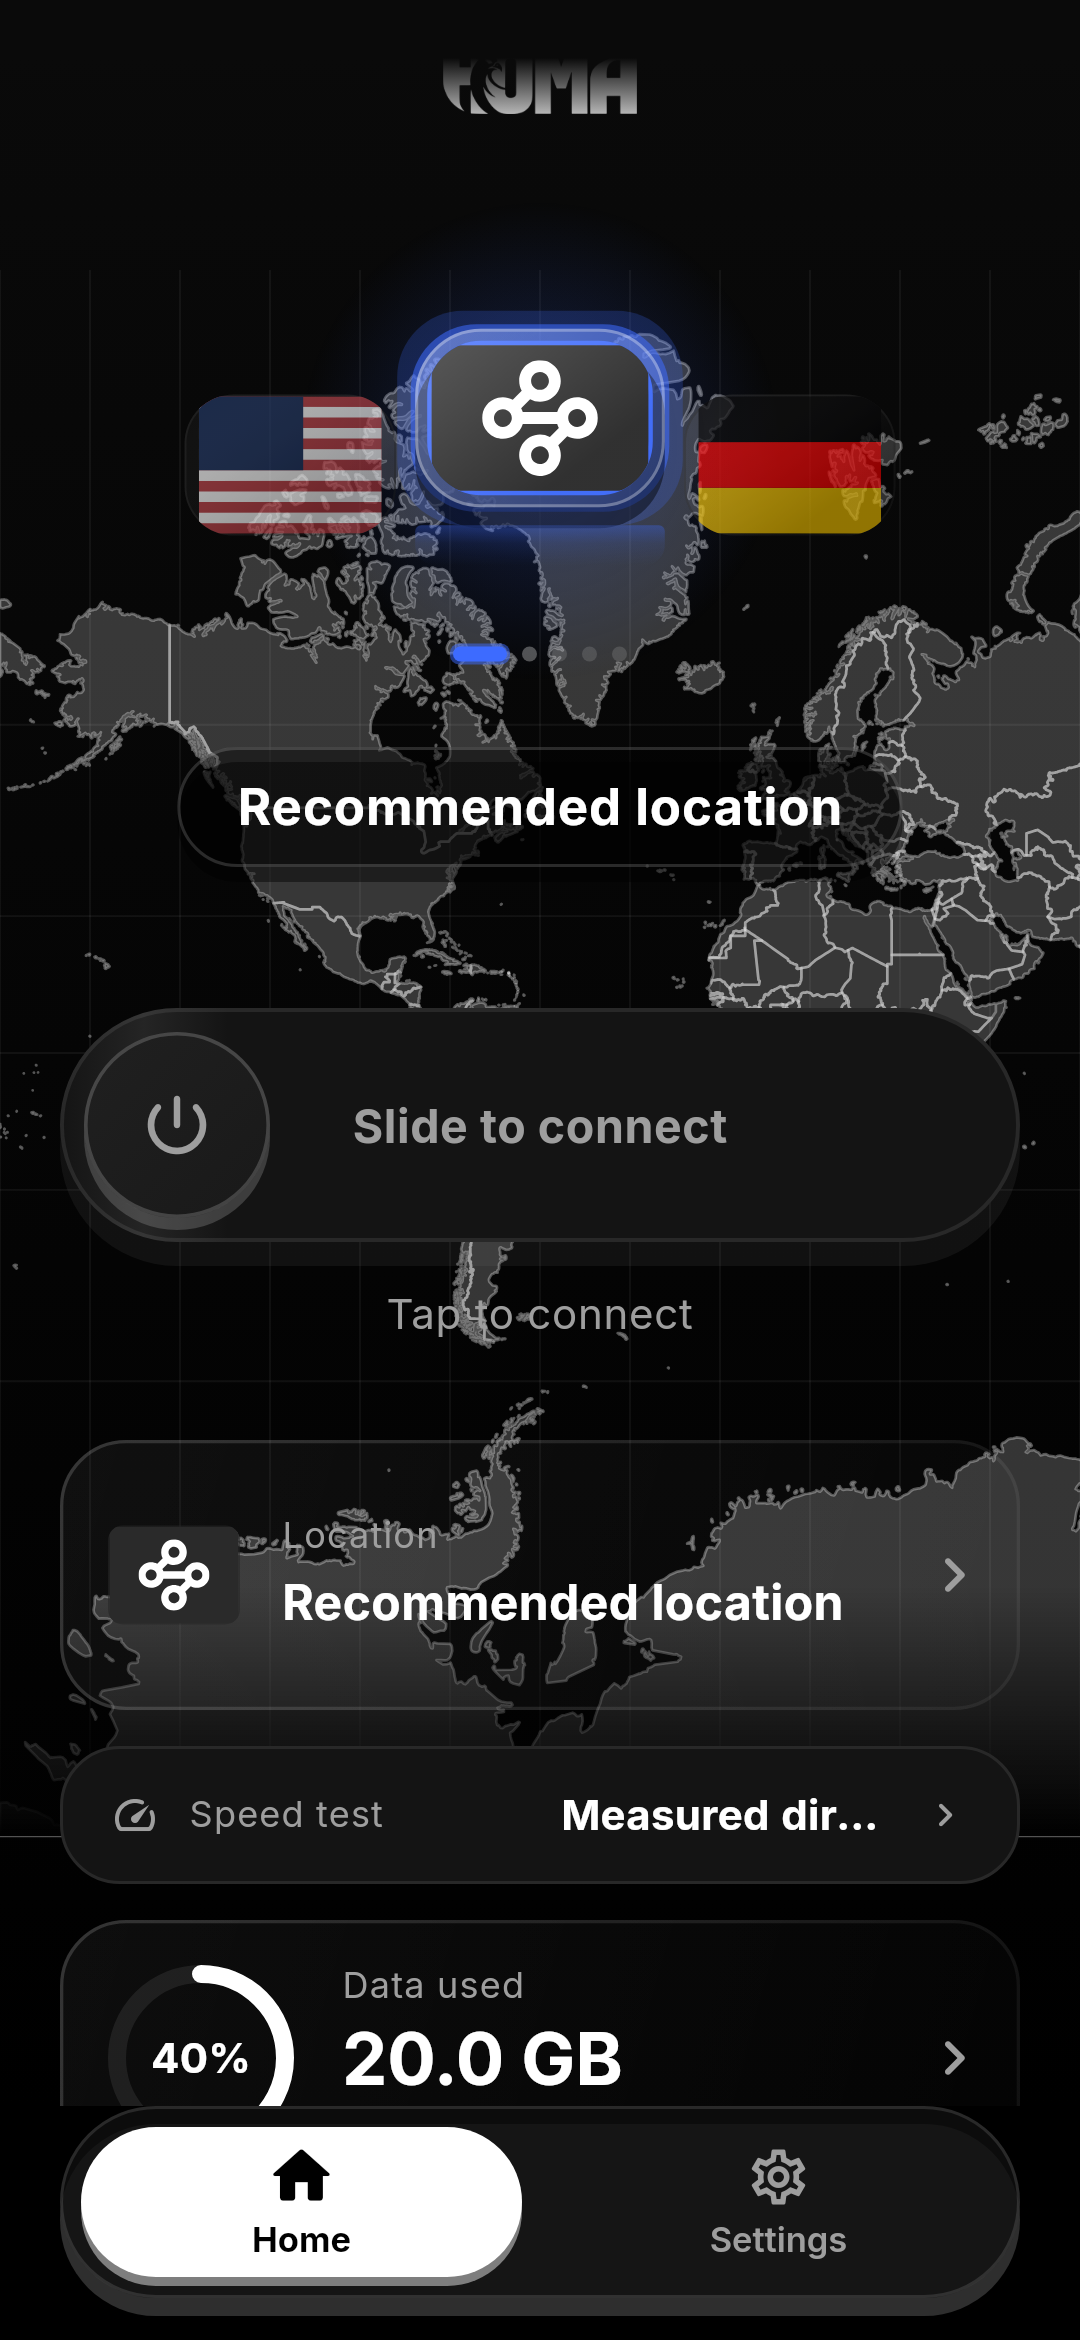 Recommended location
Slide to connect
Tap to connect
Location
Recommended location
Speed test
Measured dir...
Data used
40%
20.0 GB
Home
Settings